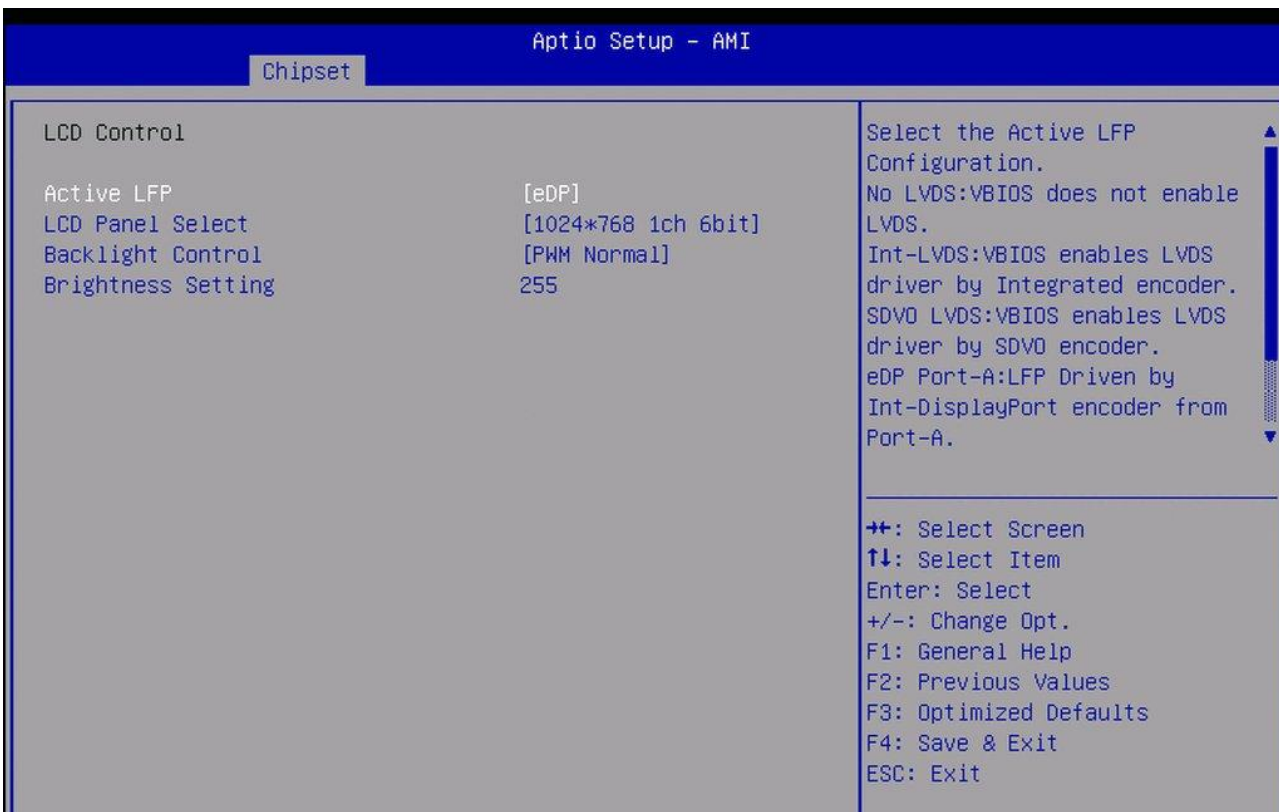 Aptio Setup - AMI
Chipset
LCD Control
Active LFP [eDP]
LCD Panel Select [1024*768 1ch 6bit]
Backlight Control [PWM Normal]
Brightness Setting 255
Select the Active LFP
Configuration.
No LVDS:VBIOS does not enable
LVDS.
Int-LVDS:VBIOS enables LVDS
driver by Integrated encoder.
SDVO LVDS:VBIOS enables LVDS
driver by SDVO encoder.
eDP Port-A:LFP Driven by
Int-DisplayPort encoder from
Port-A.
→←: Select Screen
↑↓: Select Item
Enter: Select
+/-: Change Opt.
F1: General Help
F2: Previous Values
F3: Optimized Defaults
F4: Save & Exit
ESC: Exit